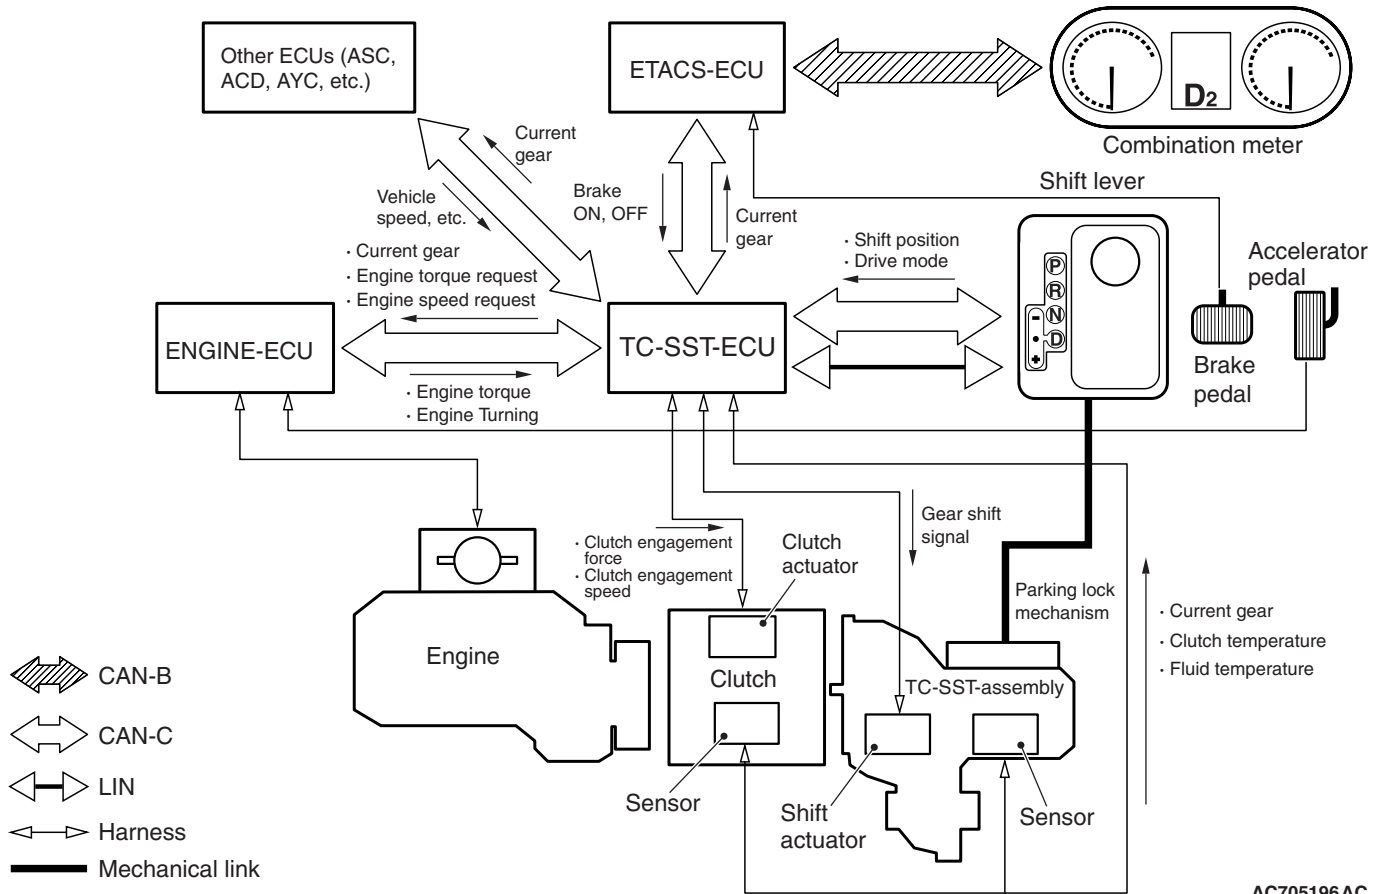 Other ECUs (ASC,
ACD, AYC, etc.)
ETACS-ECU
D2
Combination meter
Current
gear
Vehicle
speed, etc.
Brake
ON, OFF
Current
gear
Shift lever
· Shift position
· Drive mode
Accelerator
pedal
P
R
N
D
-
•
+
Brake
pedal
· Current gear
· Engine torque request
· Engine speed request
ENGINE-ECU
TC-SST-ECU
· Engine torque
· Engine Turning
Gear shift
signal
· Clutch engagement
force
· Clutch engagement
speed
Clutch
actuator
Parking lock
mechanism
· Current gear
· Clutch temperature
· Fluid temperature
Engine
Clutch
TC-SST-assembly
Sensor
Shift
actuator
Sensor
CAN-B
CAN-C
LIN
Harness
Mechanical link
AC705196AC